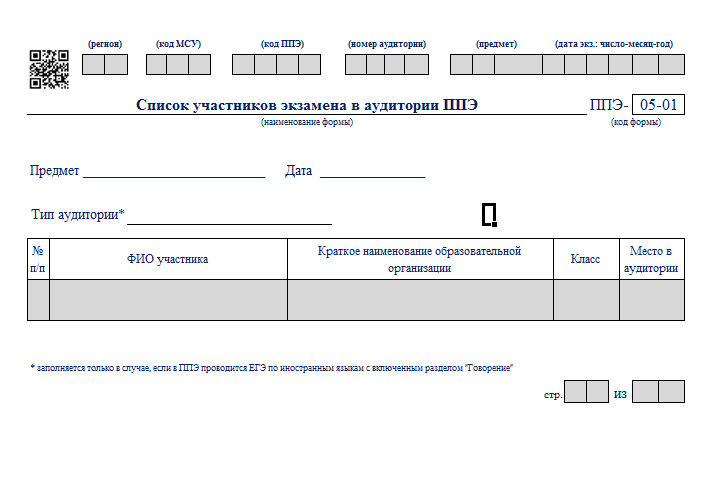 (регион) (код МСУ) (код ППЭ) (номер аудитории) (предмет) (дата экз.: число-месяц-год)
Список участников экзамена в аудитории ППЭ ППЭ- 05-01
(наименование формы) (код формы)
Предмет Дата
Тип аудитории*
№ п/п ФИО участника Краткое наименование образовательной организации Класс Место в аудитории
* заполняется только в случае, если в ППЭ проводится ЕГЭ по иностранным языкам с включенным разделом "Говорение"
стр. из